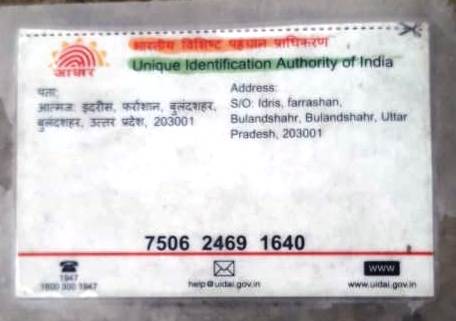 भारतीय विशिष्ट पहचान प्राधिकरण
Unique Identification Authority of India
आधार
पता:
आत्मज: इदरीस, फर्राशान, बुलंदशहर,
बुलंदशहर, उत्तर प्रदेश, 203001
Address:
S/O: Idris, farrashan,
Bulandshahr, Bulandshahr, Uttar
Pradesh, 203001
7506 2469 1640
1947
1800 300 1947
help@uidai.gov.in
www
www.uidai.gov.in